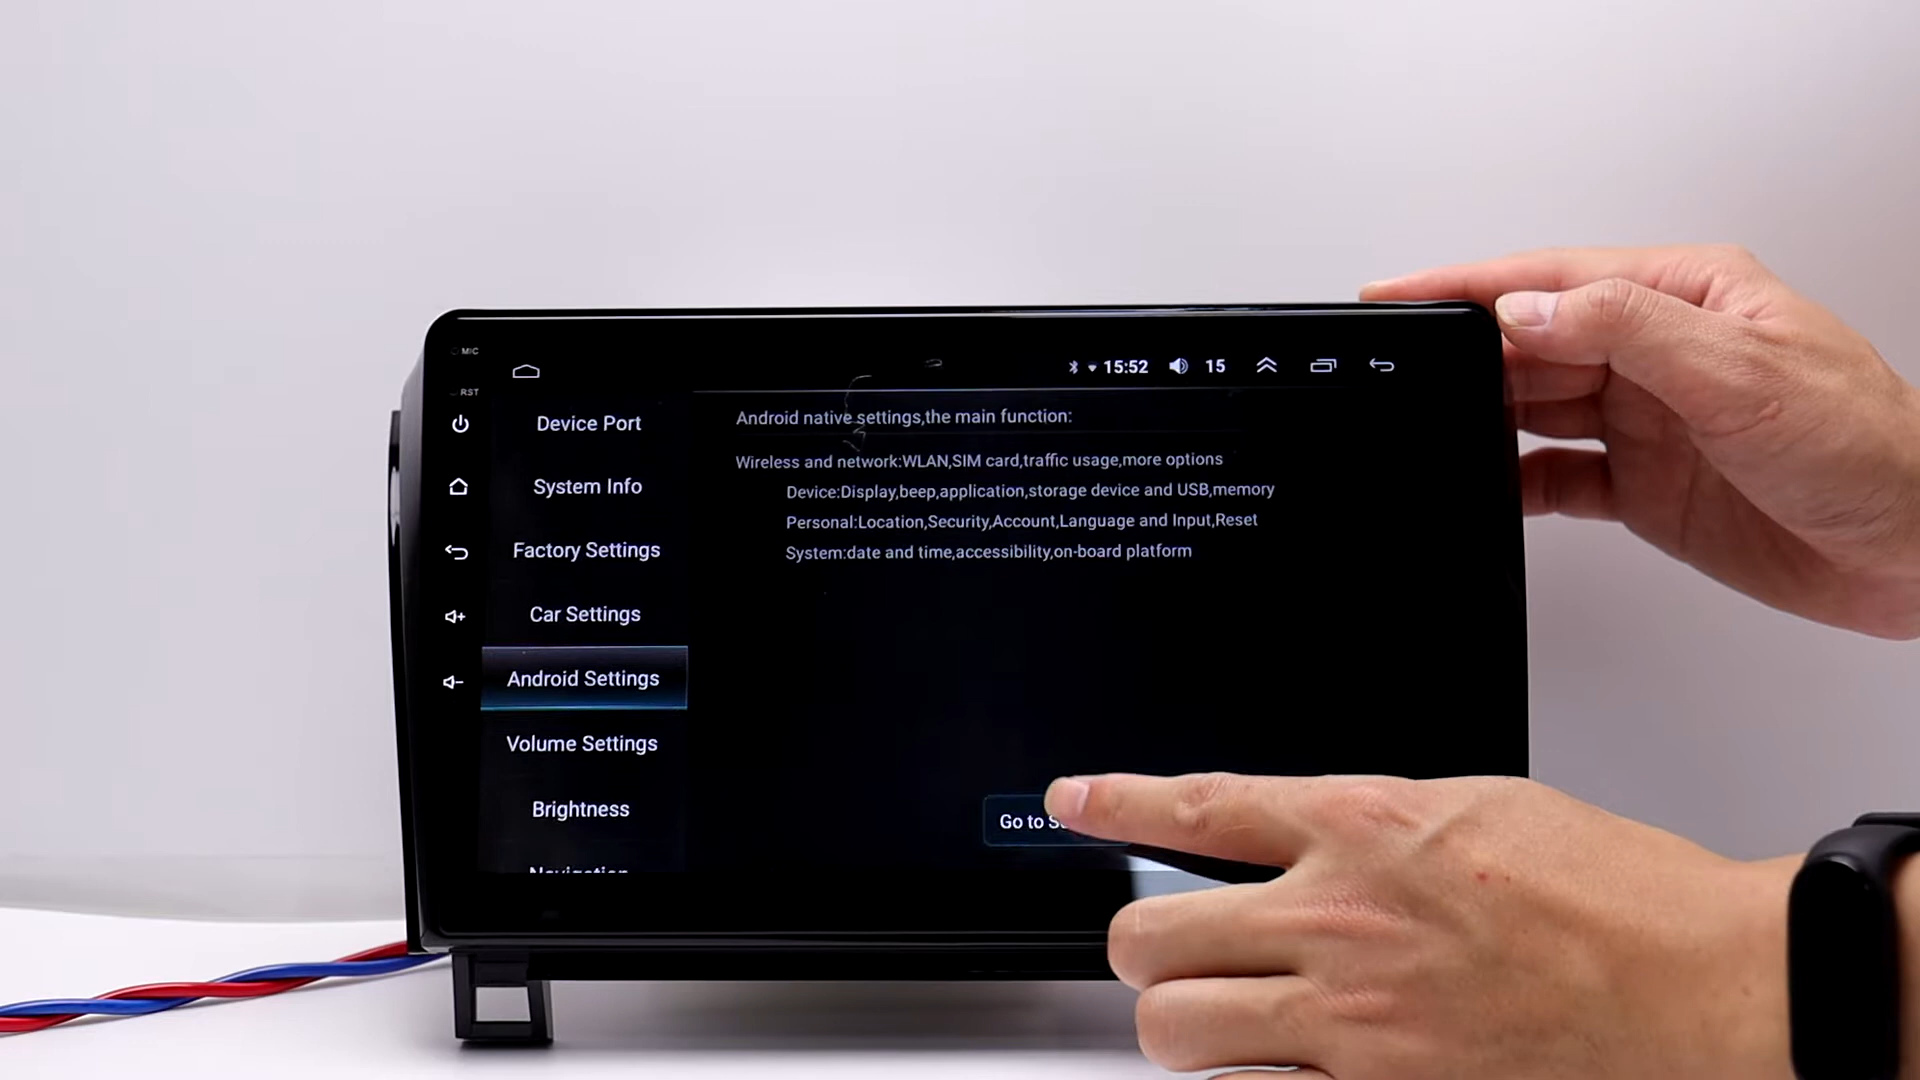 MIC
RST
15:52
15
Device Port
System Info
Factory Settings
Car Settings
Android Settings
Volume Settings
Brightness
Android native settings,the main function:
Wireless and network:WLAN,SIM card,traffic usage,more options
Device:Display,beep,application,storage device and USB,memory
Personal:Location,Security,Account,Language and Input,Reset
System:date and time,accessibility,on-board platform
Go to